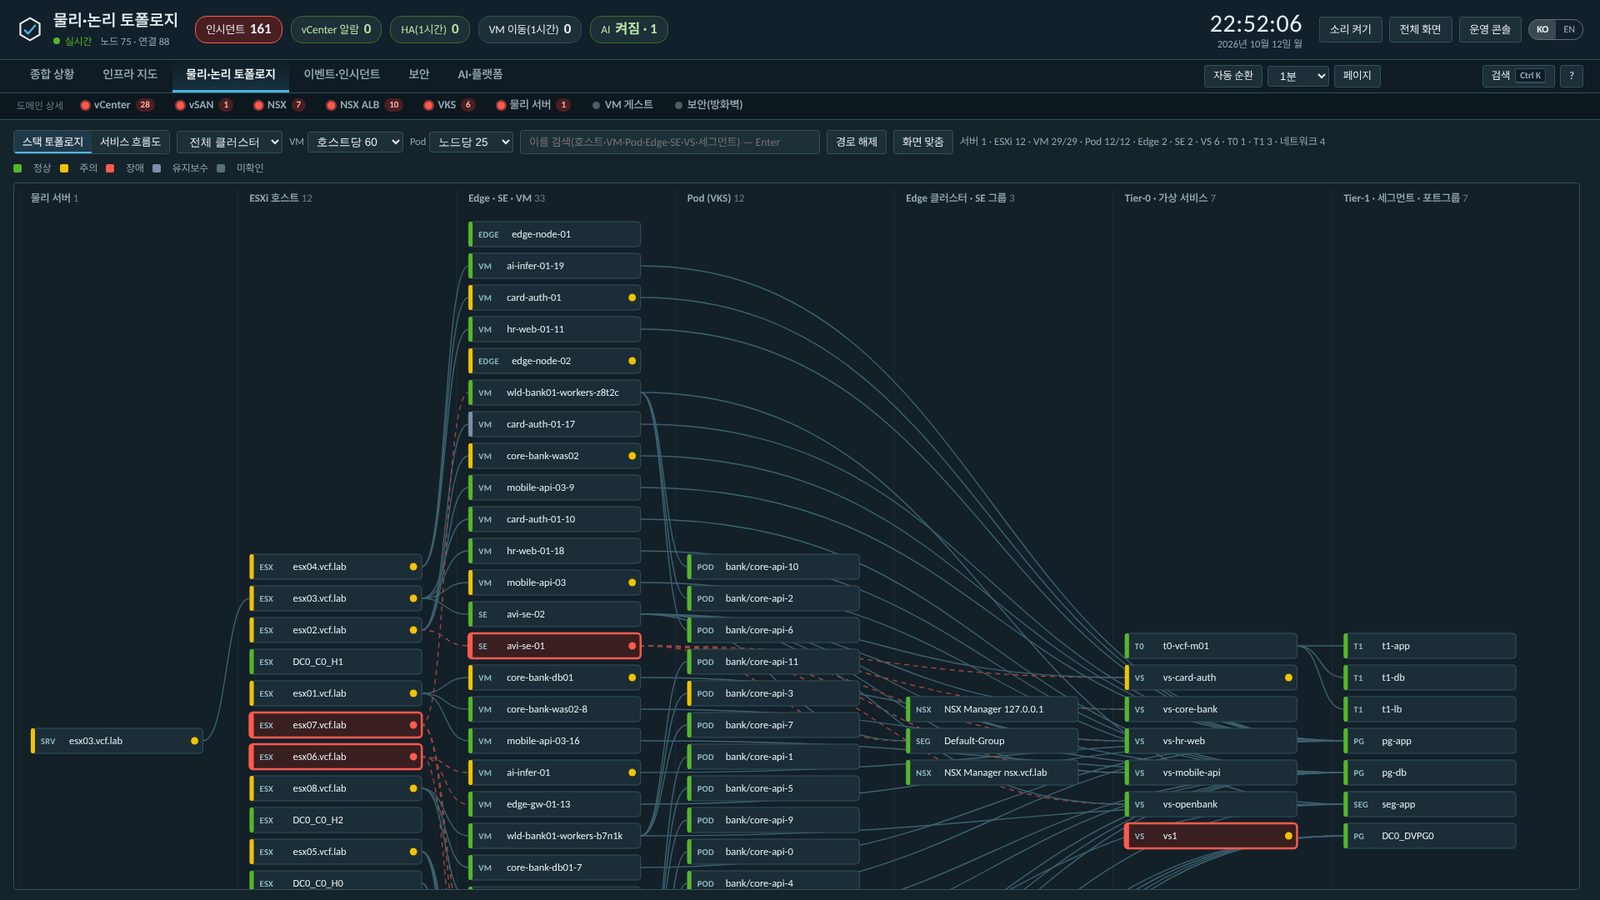 물리·논리 토폴로지
실시간 노드 75 · 연결 88
인시던트 161
vCenter 알람 0
HA(1시간) 0
VM 이동(1시간) 0
AI 켜짐 · 1
22:52:06
2026년 10월 12일 월
소리 켜기
전체 화면
운영 콘솔
KO EN
종합 상황 인프라 지도 물리·논리 토폴로지 이벤트·인시던트 보안 AI·플랫폼
자동 순환 1분 페이지 검색 Ctrl K ?
도메인 상세 vCenter 28 vSAN 1 NSX 7 NSX ALB 10 VKS 6 물리 서버 1 VM 게스트 보안(방화벽)
스택 토폴로지 서비스 흐름도 전체 클러스터 VM 호스트당 60 Pod 노드당 25 이름 검색(호스트·VM·Pod·Edge·SE·VS·세그먼트) — Enter 경로 해제 화면 맞춤 서버 1 · ESXi 12 · VM 29/29 · Pod 12/12 · Edge 2 · SE 2 · VS 6 · T0 1 · T1 3 · 네트워크 4
정상 주의 장애 유지보수 미확인
물리 서버 1
SRV esx03.vcf.lab
ESXi 호스트 12
ESX esx04.vcf.lab
ESX esx03.vcf.lab
ESX esx02.vcf.lab
ESX DC0_C0_H1
ESX esx01.vcf.lab
ESX esx07.vcf.lab
ESX esx06.vcf.lab
ESX esx08.vcf.lab
ESX DC0_C0_H2
ESX esx05.vcf.lab
ESX DC0_C0_H0
Edge · SE · VM 33
EDGE edge-node-01
VM ai-infer-01-19
VM card-auth-01
VM hr-web-01-11
EDGE edge-node-02
VM wld-bank01-workers-z8t2c
VM card-auth-01-17
VM core-bank-was02
VM mobile-api-03-9
VM card-auth-01-10
VM hr-web-01-18
VM mobile-api-03
SE avi-se-02
SE avi-se-01
VM core-bank-db01
VM core-bank-was02-8
VM mobile-api-03-16
VM ai-infer-01
VM edge-gw-01-13
VM wld-bank01-workers-b7n1k
VM core-bank-db01-7
Pod (VKS) 12
POD bank/core-api-10
POD bank/core-api-2
POD bank/core-api-6
POD bank/core-api-11
POD bank/core-api-3
POD bank/core-api-7
POD bank/core-api-1
POD bank/core-api-5
POD bank/core-api-9
POD bank/core-api-0
POD bank/core-api-4
Edge 클러스터 · SE 그룹 3
NSX NSX Manager 127.0.0.1
SEG Default-Group
NSX NSX Manager nsx.vcf.lab
Tier-0 · 가상 서비스 7
T0 t0-vcf-m01
VS vs-card-auth
VS vs-core-bank
VS vs-hr-web
VS vs-mobile-api
VS vs-openbank
VS vs1
Tier-1 · 세그먼트 · 포트그룹 7
T1 t1-app
T1 t1-db
T1 t1-lb
PG pg-app
PG pg-db
SEG seg-app
PG DC0_DVPG0